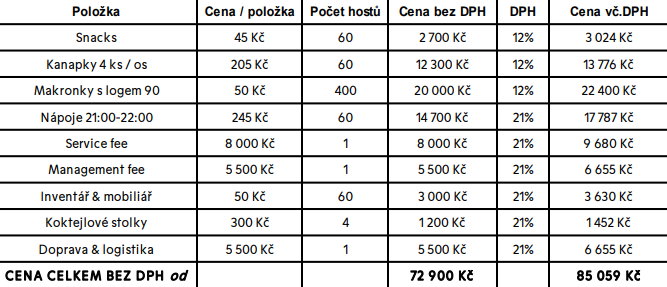 Položka Cena / položka Počet hostů Cena bez DPH DPH Cena vč.DPH
Snacks 45 Kč 60 2 700 Kč 12% 3 024 Kč
Kanapky 4 ks / os 205 Kč 60 12 300 Kč 12% 13 776 Kč
Makronky s logem 90 50 Kč 400 20 000 Kč 12% 22 400 Kč
Nápoje 21:00-22:00 245 Kč 60 14 700 Kč 21% 17 787 Kč
Service fee 8 000 Kč 1 8 000 Kč 21% 9 680 Kč
Management fee 5 500 Kč 1 5 500 Kč 21% 6 655 Kč
Inventář & mobiliář 50 Kč 60 3 000 Kč 21% 3 630 Kč
Koktejlové stolky 300 Kč 4 1 200 Kč 21% 1 452 Kč
Doprava & logistika 5 500 Kč 1 5 500 Kč 21% 6 655 Kč
CENA CELKEM BEZ DPH od 72 900 Kč 85 059 Kč